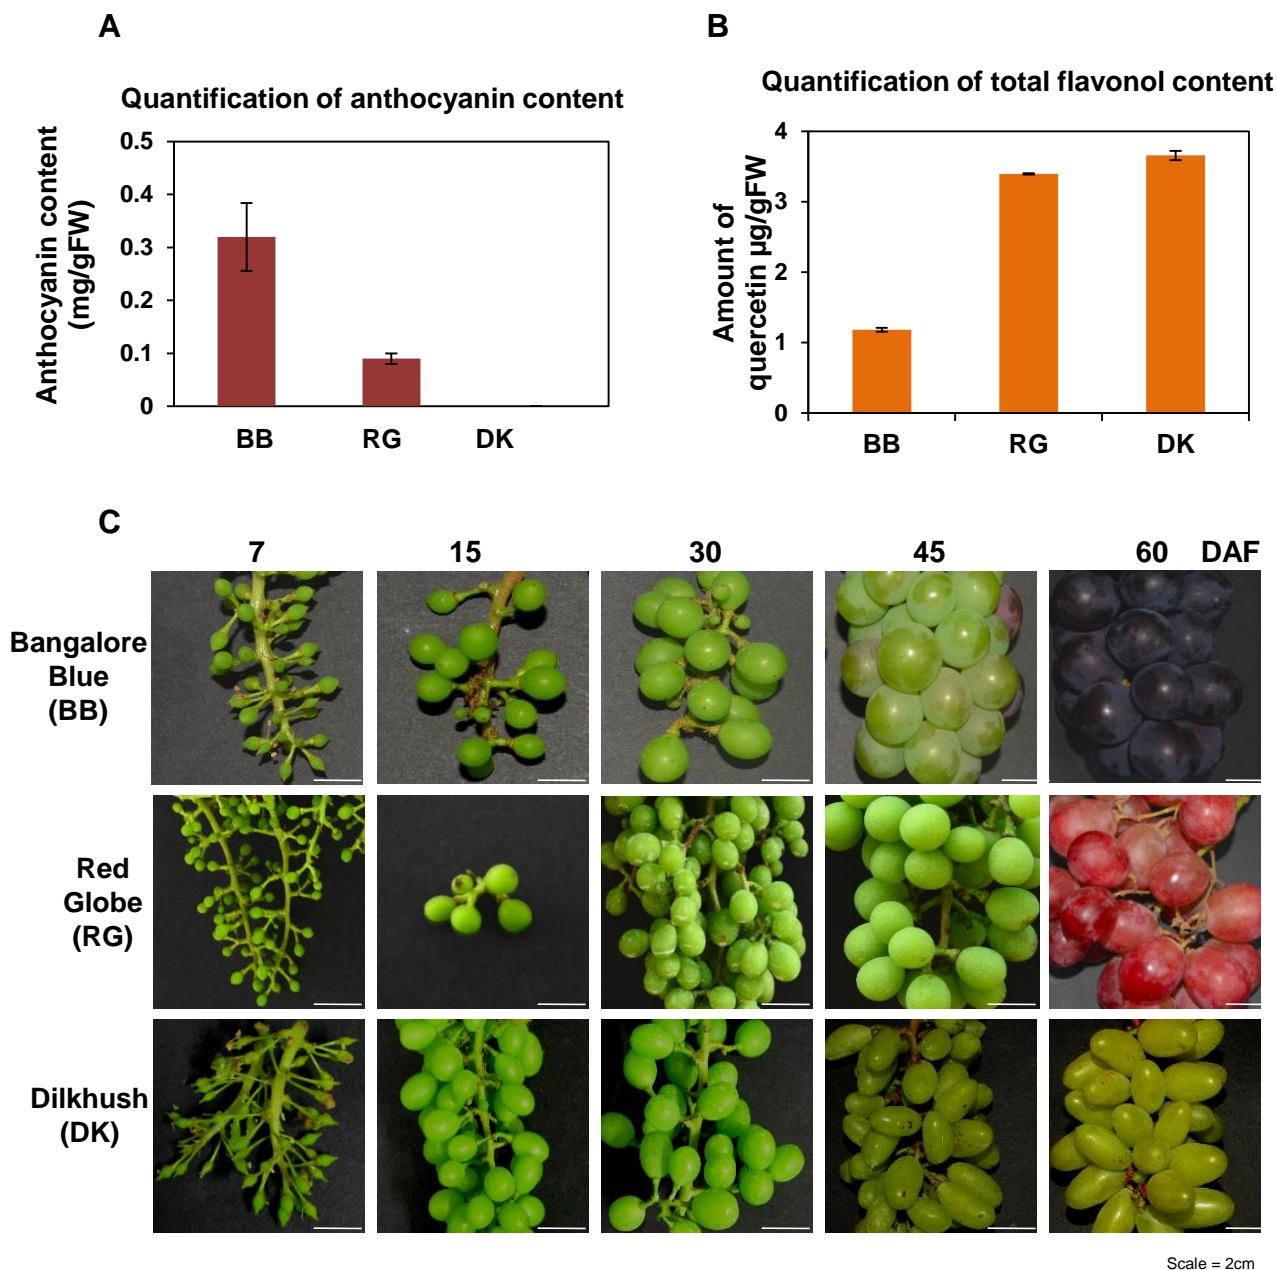 A
Quantification of anthocyanin content
Anthocyanin content
(mg/gFW)
0.5
0.4
0.3
0.2
0.1
0
BB RG DK
B
Quantification of total flavonol content
Amount of
quercetin µg/gFW
4
3
2
1
0
BB RG DK
C
7 15 30 45 60 DAF
Bangalore
Blue
(BB)
Red
Globe
(RG)
Dilkhush
(DK)
Scale = 2cm